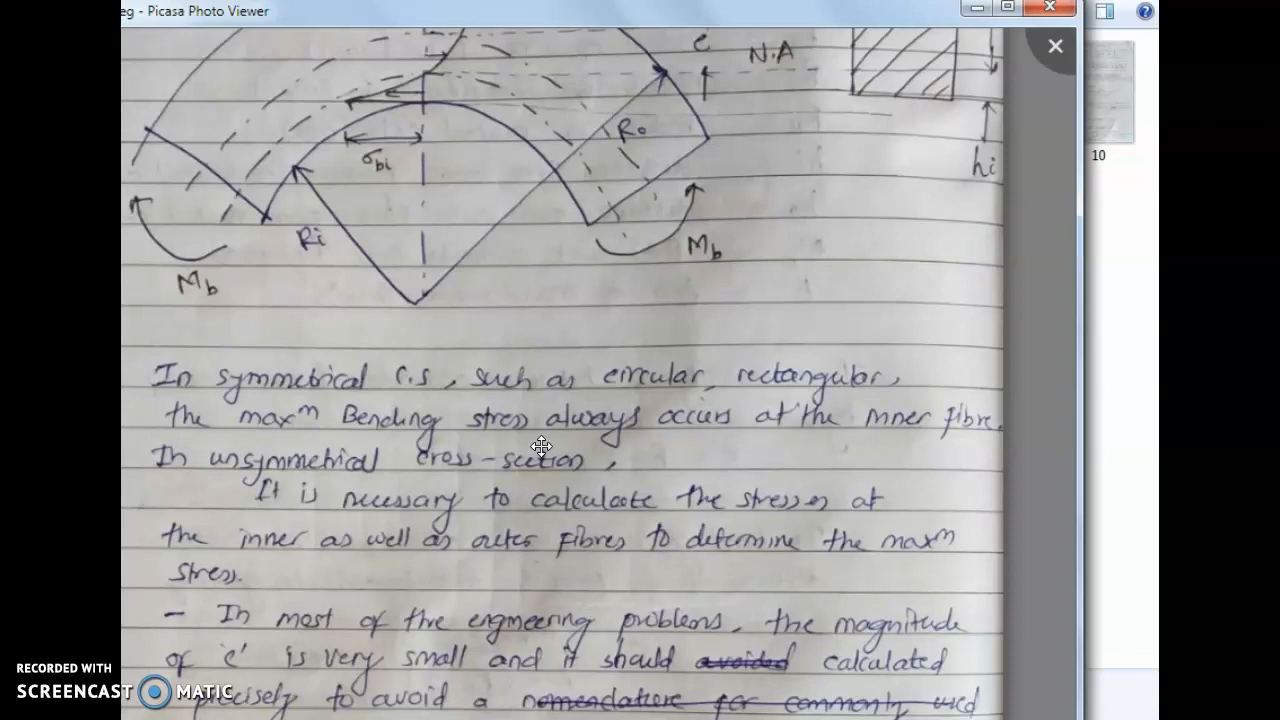 eg - Picasa Photo Viewer
e
N.A
Ro
σbi
hi
Ri
Mb
Mb
10
In symmetrical C.S, such as circular, rectangular,
the maxm Bending stress always occurs at the inner fibre.
In unsymmetrical cross-section,
It is necessary to calculate the stresses at
the inner as well as outer fibres to determine the maxm
stress.
- In most of the engineering problems, the magnitude
of 'e' is very small and it should avoided calculated
precisely to avoid a nomenclature for commonly used
RECORDED WITH
SCREENCAST MATIC